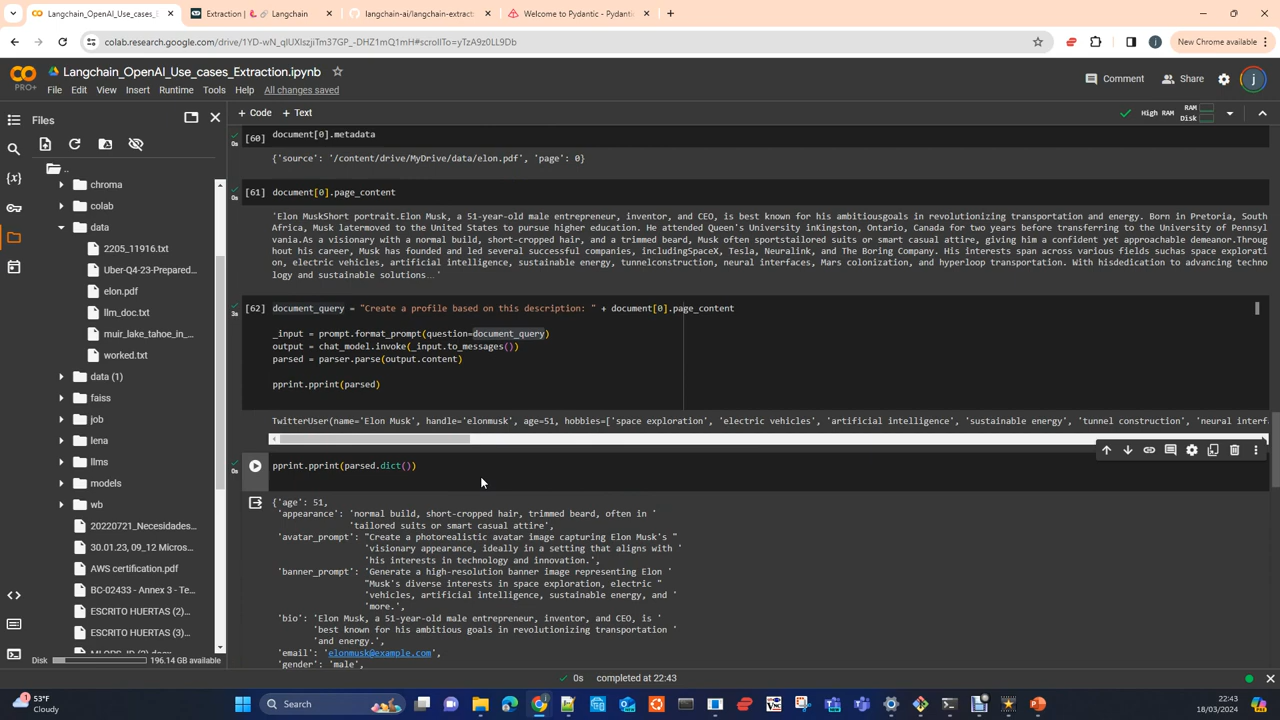 Langchain_OpenAI_Use_cases_
Extraction | 🦜️🔗 Langchain
langchain-ai/langchain-extract:
Welcome to Pydantic - Pydantic
colab.research.google.com/drive/1YD-wN_qlUXIszjiTm37GP_-DHZ1mQ1mH#scrollTo=yTzA9z0LL9Db
New Chrome available
Langchain_OpenAI_Use_cases_Extraction.ipynb
PRO+
File Edit View Insert Runtime Tools Help All changes saved
Comment Share
Files
+ Code + Text
High RAM RAM Disk
..
chroma
colab
data
2205_11916.txt
Uber-Q4-23-Prepared...
elon.pdf
llm_doc.txt
muir_lake_tahoe_in_...
worked.txt
data (1)
faiss
job
lena
llms
models
wb
20220721_Necesidades...
30.01.23, 09_12 Micros...
AWS certification.pdf
BC-02433 - Annex 3 - Te...
ESCRITO HUERTAS (2)...
ESCRITO HUERTAS (3)...
Disk 196.14 GB available
[60] document[0].metadata
{'source': '/content/drive/MyDrive/data/elon.pdf', 'page': 0}
[61] document[0].page_content
'Elon MuskShort portrait.Elon Musk, a 51-year-old male entrepreneur, inventor, and CEO, is best known for his ambitiousgoals in revolutionizing transportation and energy. Born in Pretoria, South
Africa, Musk latermoved to the United States to pursue higher education. He attended Queen's University inKingston, Ontario, Canada for two years before transferring to the University of Pennsyl
vania.As a visionary with a normal build, short-cropped hair, and a trimmed beard, Musk often sportstailored suits or smart casual attire, giving him a confident yet approachable demeanor.Throug
hout his career, Musk has founded and led several successful companies, includingSpaceX, Tesla, Neuralink, and The Boring Company. His interests span across various fields suchas space explorati
on, electric vehicles, artificial intelligence, sustainable energy, tunnelconstruction, neural interfaces, Mars colonization, and hyperloop transportation. With hisdedication to advancing techno
logy and sustainable solutions…'
[62] document_query = "Create a profile based on this description: " + document[0].page_content
_input = prompt.format_prompt(question=document_query)
output = chat_model.invoke(_input.to_messages())
parsed = parser.parse(output.content)
pprint.pprint(parsed)
TwitterUser(name='Elon Musk', handle='elonmusk', age=51, hobbies=['space exploration', 'electric vehicles', 'artificial intelligence', 'sustainable energy', 'tunnel construction', 'neural interf
pprint.pprint(parsed.dict())
{'age': 51,
'appearance': 'normal build, short-cropped hair, trimmed beard, often in '
'tailored suits or smart casual attire',
'avatar_prompt': "Create a photorealistic avatar image capturing Elon Musk's "
'visionary appearance, ideally in a setting that aligns with '
'his interests in technology and innovation.',
'banner_prompt': 'Generate a high-resolution banner image representing Elon '
"Musk's diverse interests in space exploration, electric "
'vehicles, artificial intelligence, sustainable energy, and '
'more.',
'bio': 'Elon Musk, a 51-year-old male entrepreneur, inventor, and CEO, is '
'best known for his ambitious goals in revolutionizing transportation '
'and energy.',
'email': 'elonmusk@example.com',
'gender': 'male',
0s completed at 22:43
53°F
Cloudy
Search
22:43
18/03/2024